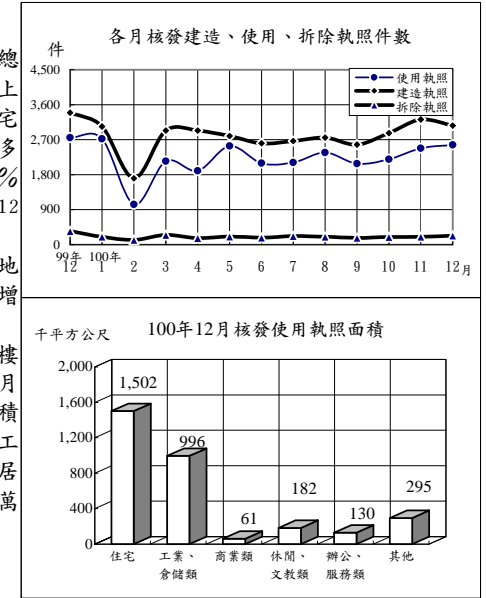 總
上
宅
多
%
12
地
增
樓
月
積
工
居
萬
各月核發建造、使用、拆除執照件數
件
4,500
3,600
2,700
1,800
900
0
使用執照
建造執照
拆除執照
99年 100年
12 1 2 3 4 5 6 7 8 9 10 11 12月
100年12月核發使用執照面積
千平方公尺
2,000
1,600
1,200
800
400
0
1,502
996
61
182
130
295
住宅 工業、 商業類 休閒、 辦公、 其他
倉儲類 文教類 服務類